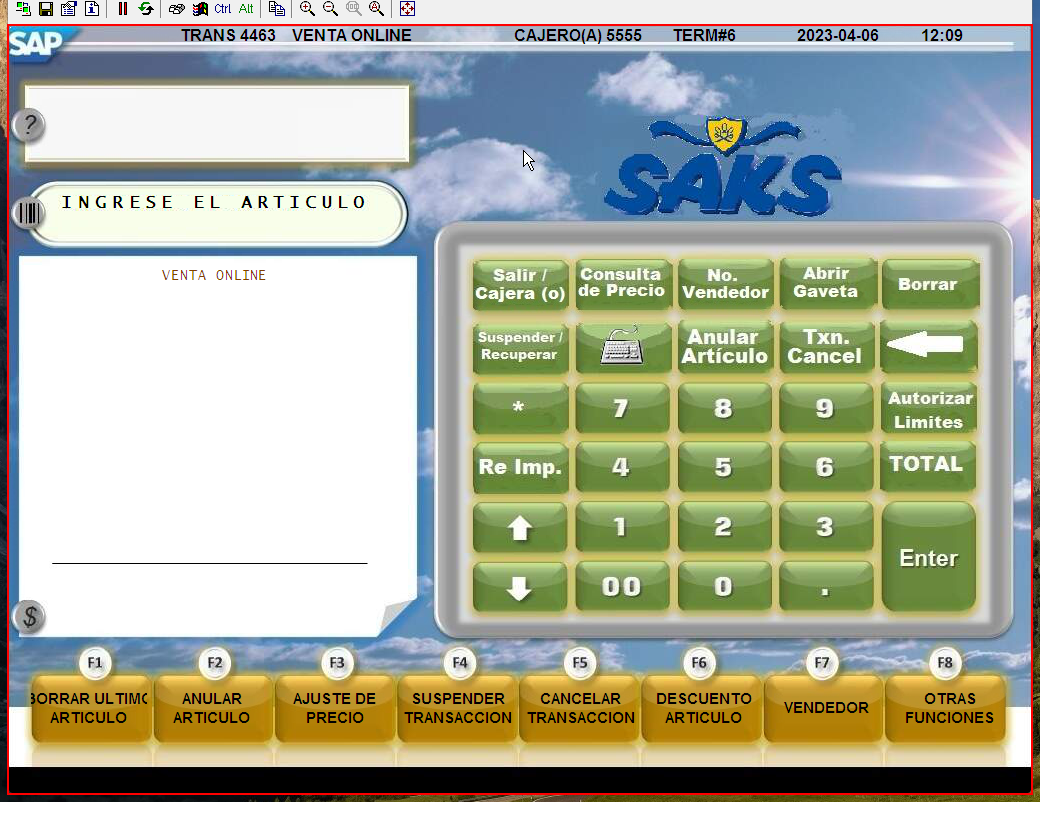 Ctrl Alt
SAP TRANS 4463 VENTA ONLINE CAJERO(A) 5555 TERM#6 2023-04-06 12:09
?
SAKS
INGRESE EL ARTICULO
VENTA ONLINE
$
Salir /
Cajera (o)
Consulta
de Precio
No.
Vendedor
Abrir
Gaveta
Borrar
Suspender /
Recuperar
Anular
Artículo
Txn.
Cancel
* 7 8 9
Autorizar
Limites
Re Imp. 4 5 6 TOTAL
1 2 3
Enter
00 0 .
F1 F2 F3 F4 F5 F6 F7 F8
BORRAR ULTIMO
ARTICULO
ANULAR
ARTICULO
AJUSTE DE
PRECIO
SUSPENDER
TRANSACCION
CANCELAR
TRANSACCION
DESCUENTO
ARTICULO
VENDEDOR
OTRAS
FUNCIONES